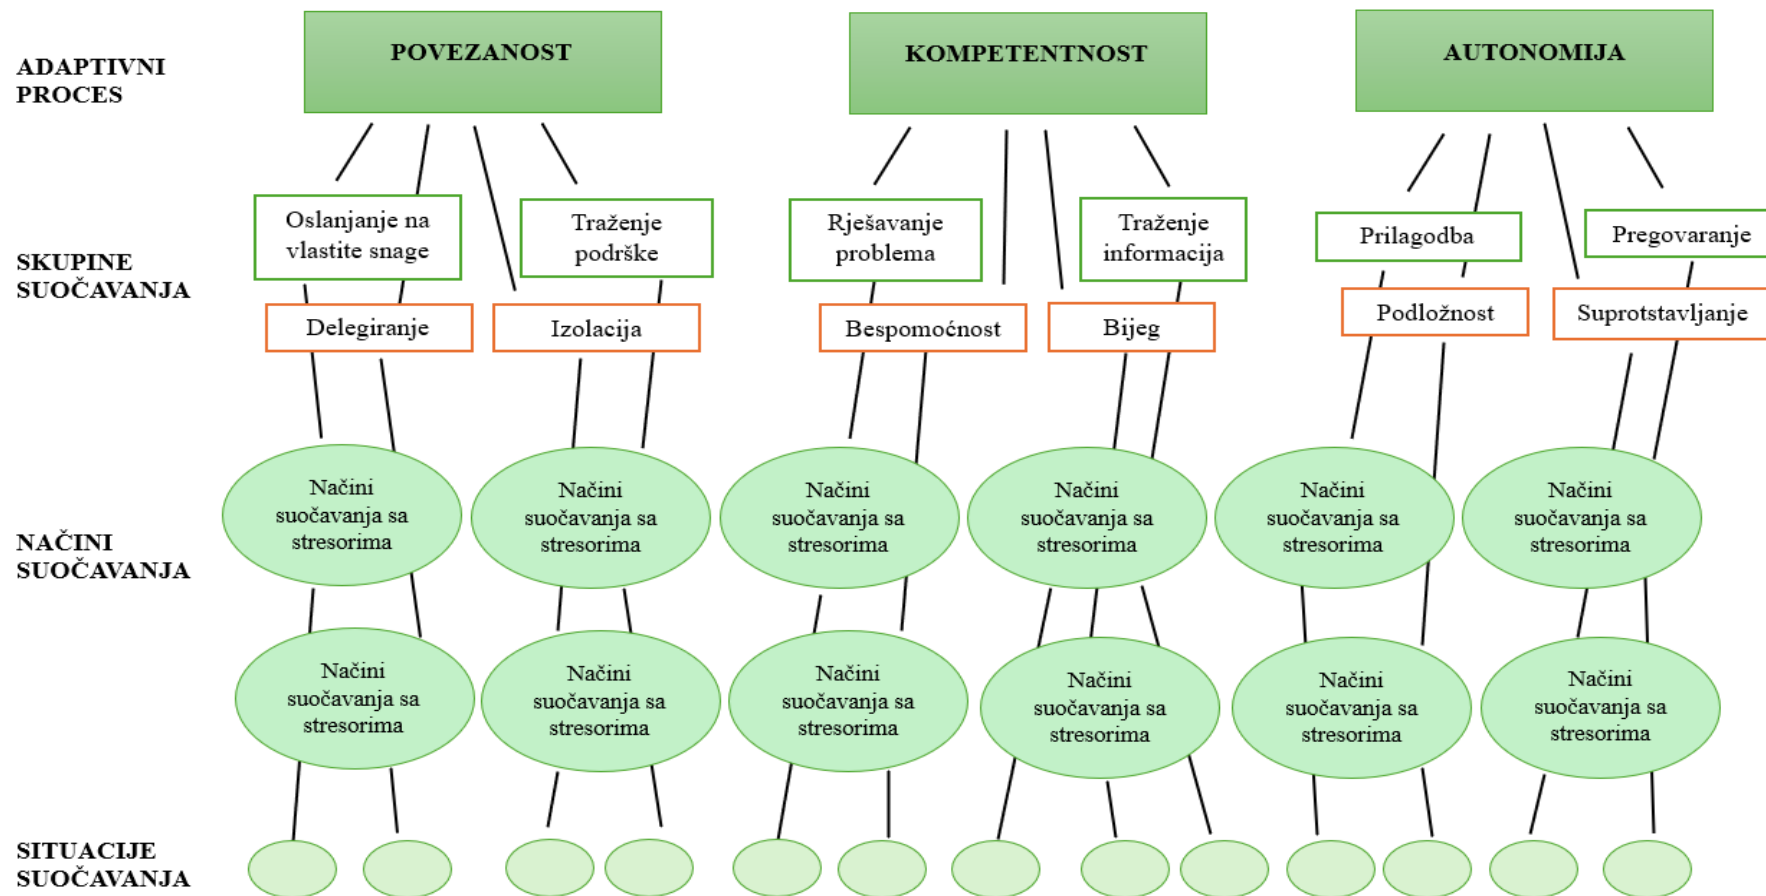 ADAPTIVNI
PROCES
POVEZANOST
KOMPETENTNOST
AUTONOMIJA
SKUPINE
SUOČAVANJA
Oslanjanje na
vlastite snage
Traženje
podrške
Rješavanje
problema
Traženje
informacija
Prilagodba
Pregovaranje
Delegiranje
Izolacija
Bespomoćnost
Bijeg
Podložnost
Suprotstavljanje
NAČINI
SUOČAVANJA
Načini
suočavanja sa
stresorima
Načini
suočavanja sa
stresorima
Načini
suočavanja sa
stresorima
Načini
suočavanja sa
stresorima
Načini
suočavanja sa
stresorima
Načini
suočavanja sa
stresorima
Načini
suočavanja sa
stresorima
Načini
suočavanja sa
stresorima
Načini
suočavanja sa
stresorima
Načini
suočavanja sa
stresorima
Načini
suočavanja sa
stresorima
Načini
suočavanja sa
stresorima
SITUACIJE
SUOČAVANJA